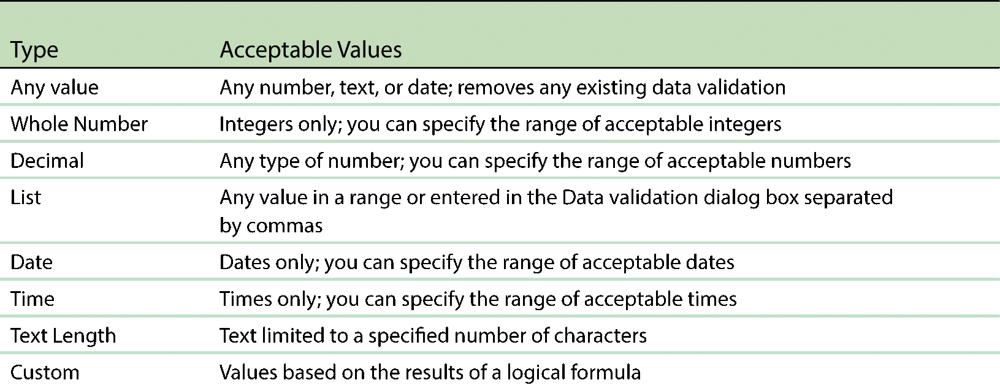 Type Acceptable Values
Any value Any number, text, or date; removes any existing data validation
Whole Number Integers only; you can specify the range of acceptable integers
Decimal Any type of number; you can specify the range of acceptable numbers
List Any value in a range or entered in the Data validation dialog box separated
by commas
Date Dates only; you can specify the range of acceptable dates
Time Times only; you can specify the range of acceptable times
Text Length Text limited to a specified number of characters
Custom Values based on the results of a logical formula